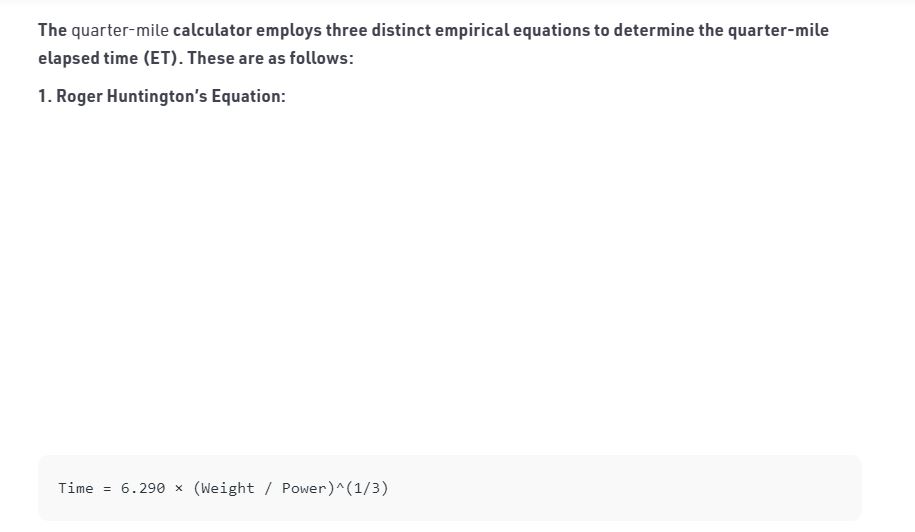 The quarter-mile calculator employs three distinct empirical equations to determine the quarter-mile
elapsed time (ET). These are as follows:
1. Roger Huntington’s Equation:
Time = 6.290 × (Weight / Power)^(1/3)